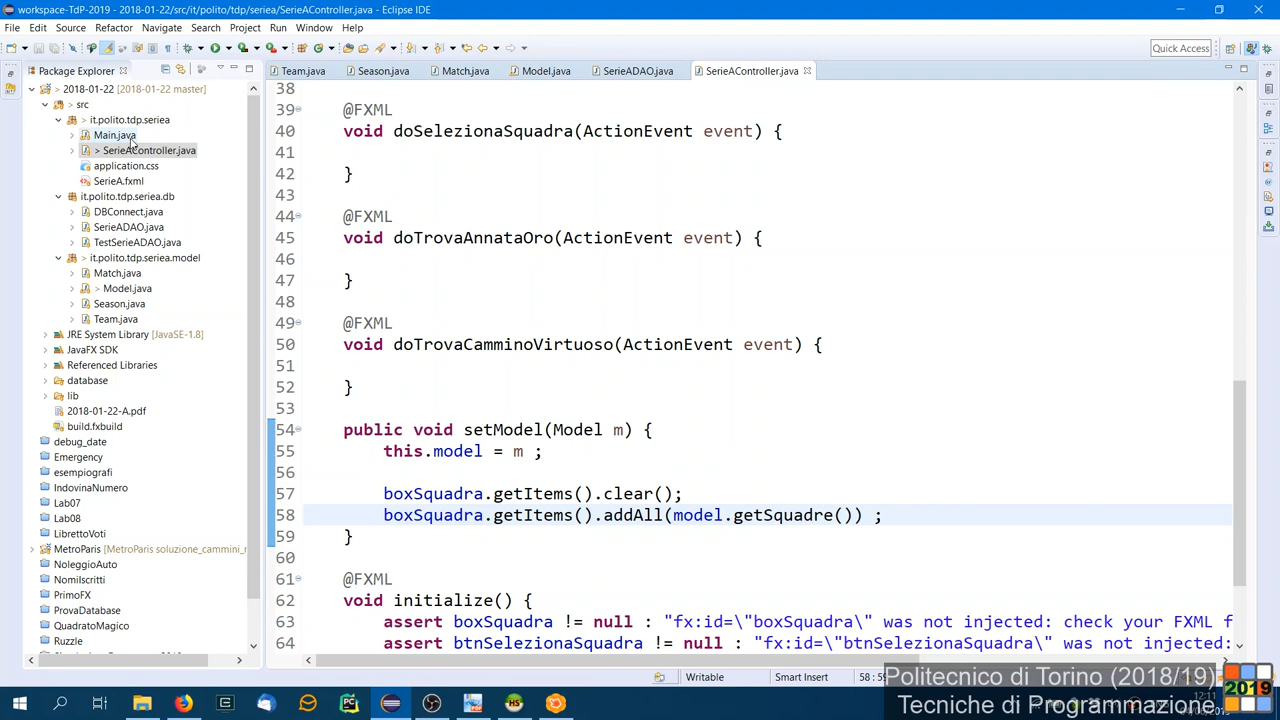 workspace-TdP-2019 - 2018-01-22/src/it/polito/tdp/seriea/SerieAController.java - Eclipse IDE
File Edit Source Refactor Navigate Search Project Run Window Help
Quick Access
Package Explorer
Team.java Season.java Match.java Model.java SerieADAO.java SerieAController.java
> 2018-01-22 [2018-01-22 master]
> src
> it.polito.tdp.seriea
Main.java
> SerieAController.java
application.css
SerieA.fxml
it.polito.tdp.seriea.db
DBConnect.java
SerieADAO.java
TestSerieADAO.java
> it.polito.tdp.seriea.model
Match.java
> Model.java
Season.java
Team.java
JRE System Library [JavaSE-1.8]
JavaFX SDK
Referenced Libraries
database
lib
2018-01-22-A.pdf
build.fxbuild
debug_date
Emergency
esempiografi
IndovinaNumero
Lab07
Lab08
LibrettoVoti
MetroParis [MetroParis soluzione_cammini_
NoleggioAuto
NomiIscritti
PrimoFX
ProvaDatabase
QuadratoMagico
Ruzzle
38
39 @FXML
40 void doSelezionaSquadra(ActionEvent event) {
41
42 }
43
44 @FXML
45 void doTrovaAnnataOro(ActionEvent event) {
46
47 }
48
49 @FXML
50 void doTrovaCamminoVirtuoso(ActionEvent event) {
51
52 }
53
54 public void setModel(Model m) {
55 this.model = m ;
56
57 boxSquadra.getItems().clear();
58 boxSquadra.getItems().addAll(model.getSquadre()) ;
59 }
60
61 @FXML
62 void initialize() {
63 assert boxSquadra != null : "fx:id=\"boxSquadra\" was not injected: check your FXML f
64 assert btnSelezionaSquadra != null : "fx:id=\"btnSelezionaSquadra\" was not injected:
Writable Smart Insert 58 : 59
Politecnico di Torino (2018/19)
Tecniche di Programmazione
2019
12:11